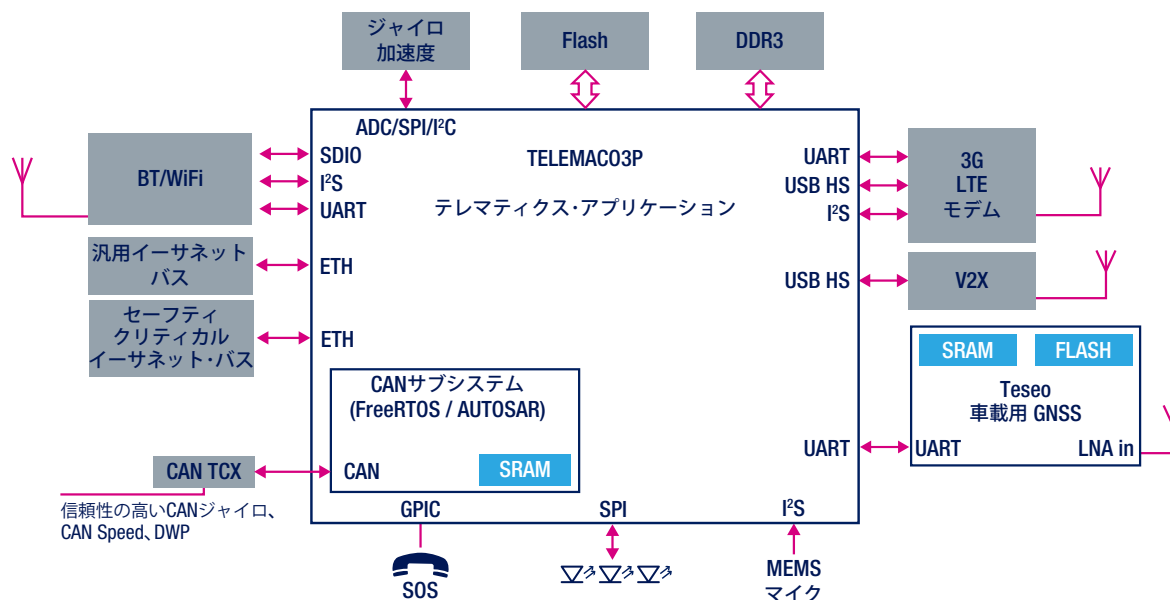 ジャイロ
加速度
Flash
DDR3
ADC/SPI/I²C
TELEMACO3P
テレマティクス・アプリケーション
BT/WiFi
SDIO
I²S
UART
汎用イーサネット
バス
ETH
セーフティ
クリティカル
イーサネット・バス
ETH
UART
USB HS
I²S
3G
LTE
モデム
USB HS
V2X
SRAM
FLASH
Teseo
車載用 GNSS
UART
UART
LNA in
CANサブシステム
(FreeRTOS / AUTOSAR)
CAN
SRAM
CAN TCX
信頼性の高いCANジャイロ、
CAN Speed、DWP
GPIC
SPI
I²S
SOS
MEMS
マイク